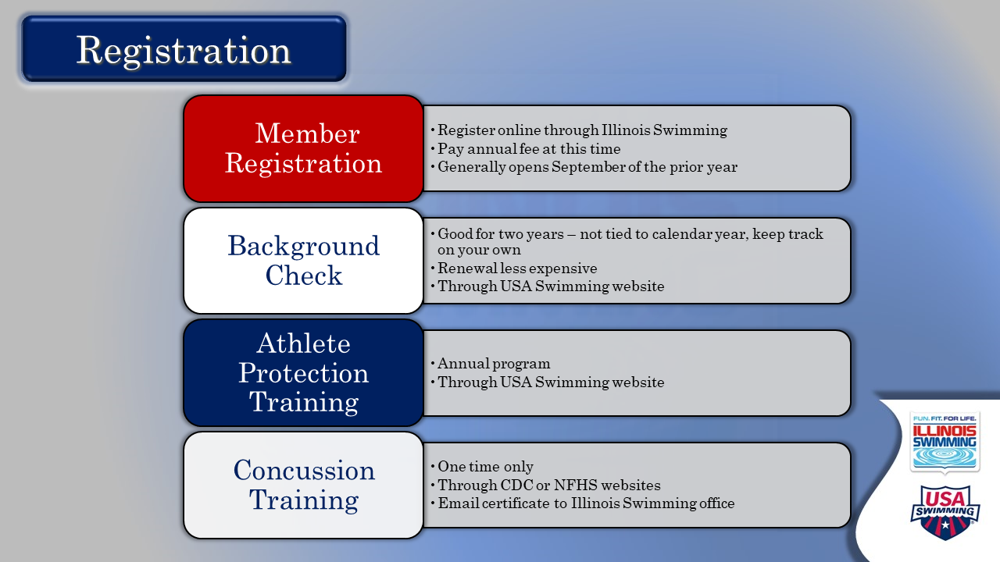 Registration
Member
Registration
• Register online through Illinois Swimming
• Pay annual fee at this time
• Generally opens September of the prior year
Background
Check
• Good for two years – not tied to calendar year, keep track
on your own
• Renewal less expensive
• Through USA Swimming website
Athlete
Protection
Training
• Annual program
• Through USA Swimming website
Concussion
Training
• One time only
• Through CDC or NFHS websites
• Email certificate to Illinois Swimming office
FUN. FIT. FOR LIFE.
ILLINOIS
SWIMMING
USA
SWIMMING
®